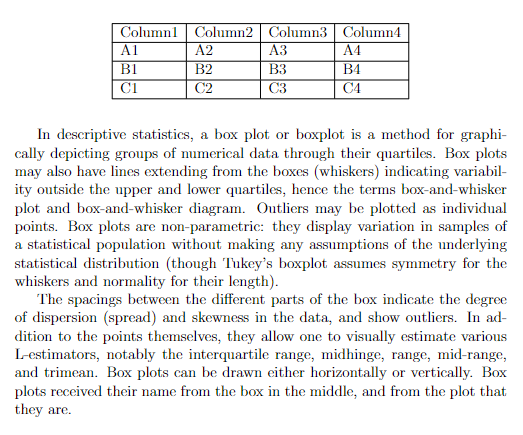 Column1 Column2 Column3 Column4
A1 A2 A3 A4
B1 B2 B3 B4
C1 C2 C3 C4
In descriptive statistics, a box plot or boxplot is a method for graphi-
cally depicting groups of numerical data through their quartiles. Box plots
may also have lines extending from the boxes (whiskers) indicating variabil-
ity outside the upper and lower quartiles, hence the terms box-and-whisker
plot and box-and-whisker diagram. Outliers may be plotted as individual
points. Box plots are non-parametric: they display variation in samples of
a statistical population without making any assumptions of the underlying
statistical distribution (though Tukey's boxplot assumes symmetry for the
whiskers and normality for their length).
The spacings between the different parts of the box indicate the degree
of dispersion (spread) and skewness in the data, and show outliers. In ad-
dition to the points themselves, they allow one to visually estimate various
L-estimators, notably the interquartile range, midhinge, range, mid-range,
and trimean. Box plots can be drawn either horizontally or vertically. Box
plots received their name from the box in the middle, and from the plot that
they are.